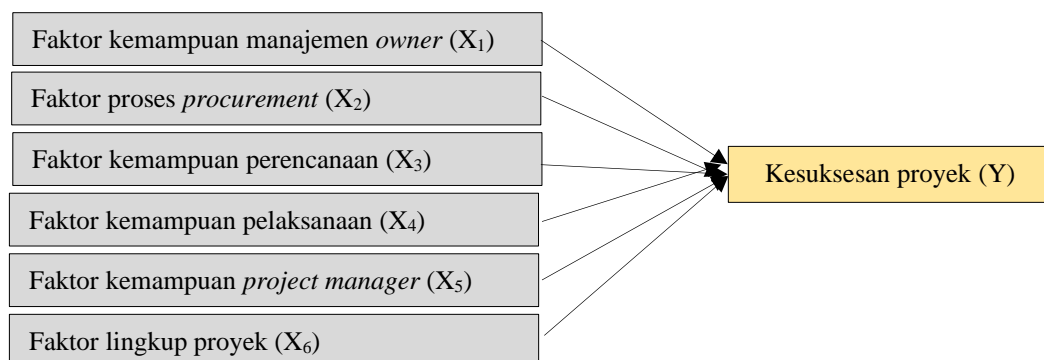 Faktor kemampuan manajemen owner (X₁)
Faktor proses procurement (X₂)
Faktor kemampuan perencanaan (X₃)
Faktor kemampuan pelaksanaan (X₄)
Faktor kemampuan project manager (X₅)
Faktor lingkup proyek (X₆)
Kesuksesan proyek (Y)